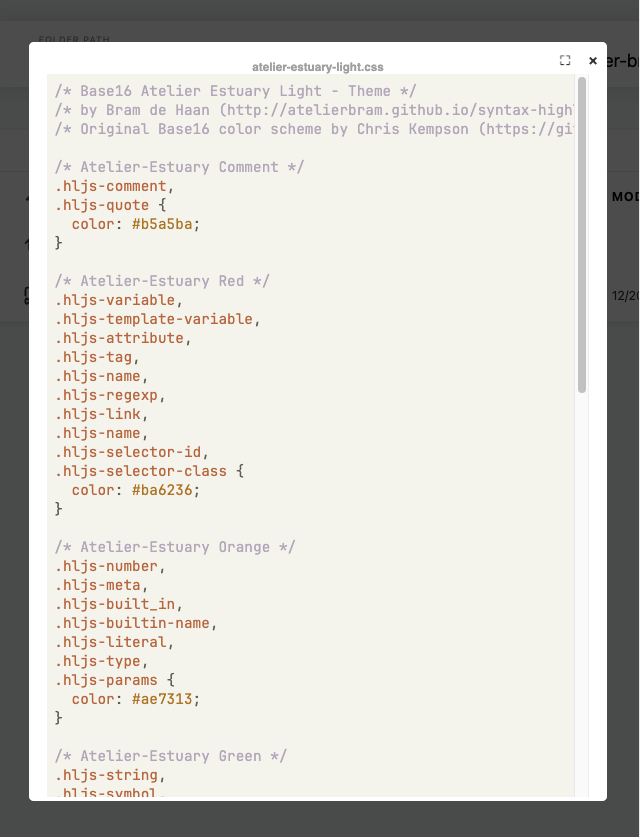 FOLDER PATH
atelier-estuary-light.css
/* Base16 Atelier Estuary Light - Theme */
/* by Bram de Haan (http://atelierbram.github.io/syntax-high
/* Original Base16 color scheme by Chris Kempson (https://gi
/* Atelier-Estuary Comment */
.hljs-comment,
.hljs-quote {
  color: #b5a5ba;
}
/* Atelier-Estuary Red */
.hljs-variable,
.hljs-template-variable,
.hljs-attribute,
.hljs-tag,
.hljs-name,
.hljs-regexp,
.hljs-link,
.hljs-name,
.hljs-selector-id,
.hljs-selector-class {
  color: #ba6236;
}
/* Atelier-Estuary Orange */
.hljs-number,
.hljs-meta,
.hljs-built_in,
.hljs-builtin-name,
.hljs-literal,
.hljs-type,
.hljs-params {
  color: #ae7313;
}
/* Atelier-Estuary Green */
.hljs-string,
.hljs-symbol,
er-br
MOD
12/20